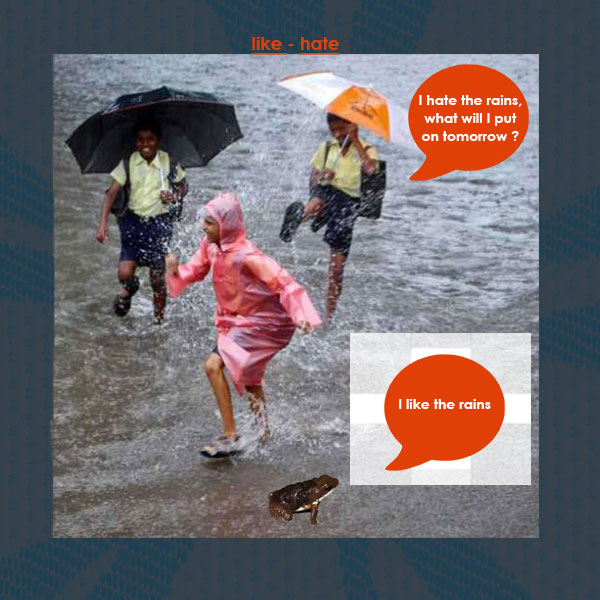 like - hate
I hate the rains,
what will I put
on tomorrow ?
I like the rains